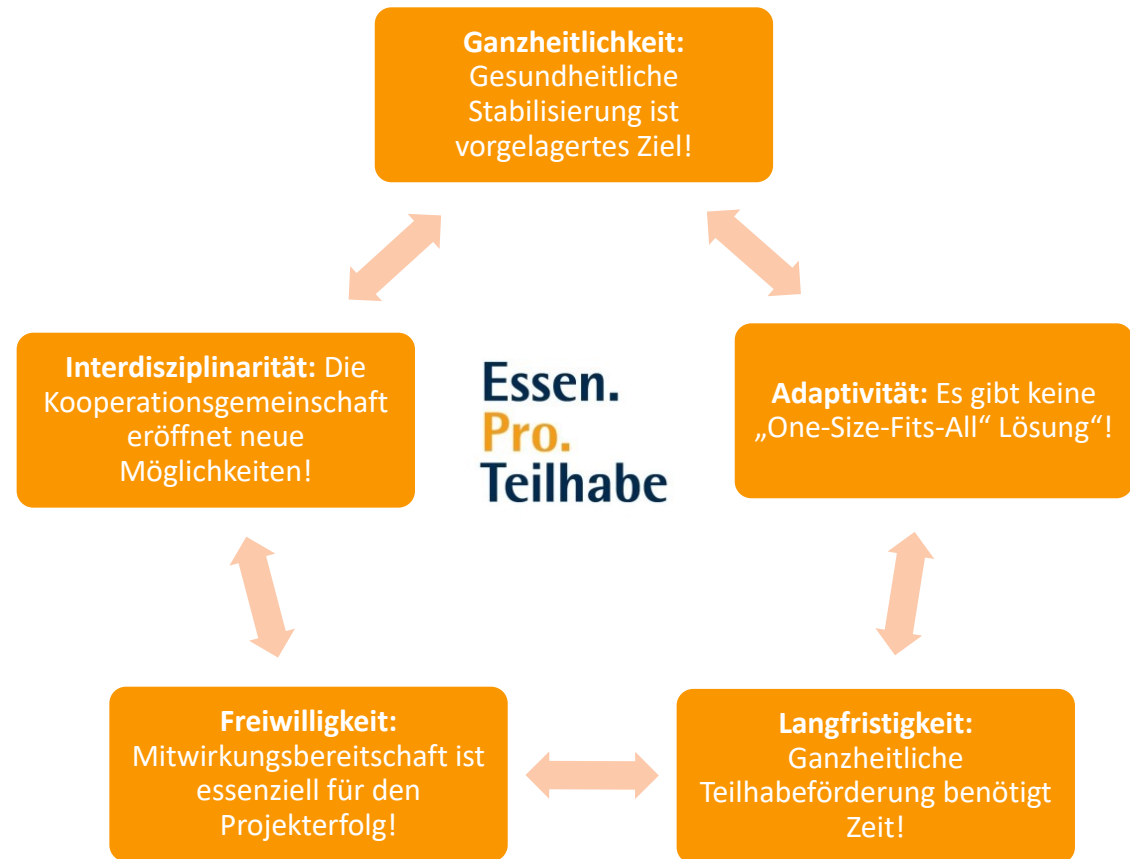 Ganzheitlichkeit:
Gesundheitliche
Stabilisierung ist
vorgelagertes Ziel!
Interdisziplinarität: Die
Kooperationsgemeinschaft
eröffnet neue
Möglichkeiten!
Essen.
Pro.
Teilhabe
Adaptivität: Es gibt keine
„One-Size-Fits-All“ Lösung“!
Freiwilligkeit:
Mitwirkungsbereitschaft ist
essenziell für den
Projekterfolg!
Langfristigkeit:
Ganzheitliche
Teilhabeförderung benötigt
Zeit!